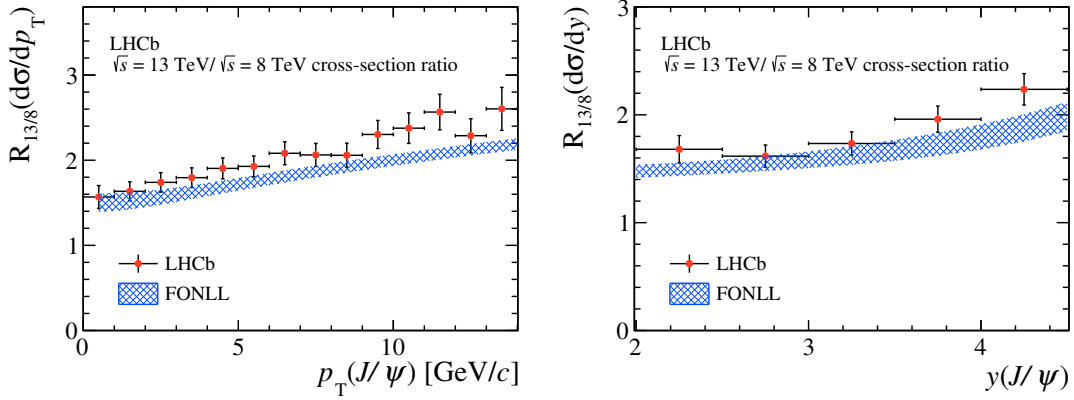 R13/8(dσ/dpT)
4
3
2
1
0
LHCb
√s = 13 TeV/ √s = 8 TeV cross-section ratio
LHCb
FONLL
0 5 10
pT(J/ψ) [GeV/c]
R13/8(dσ/dy)
3
2
1
0
LHCb
√s = 13 TeV/ √s = 8 TeV cross-section ratio
LHCb
FONLL
2 3 4
y(J/ψ)